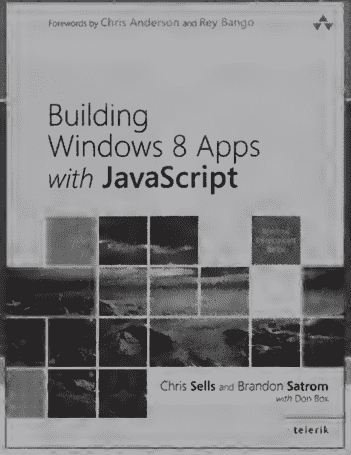 Forewords by Chris Anderson and Rey Bango
Building
Windows 8 Apps
with JavaScript
Chris Sells and Brandon Satrom
with Don Box
telerik